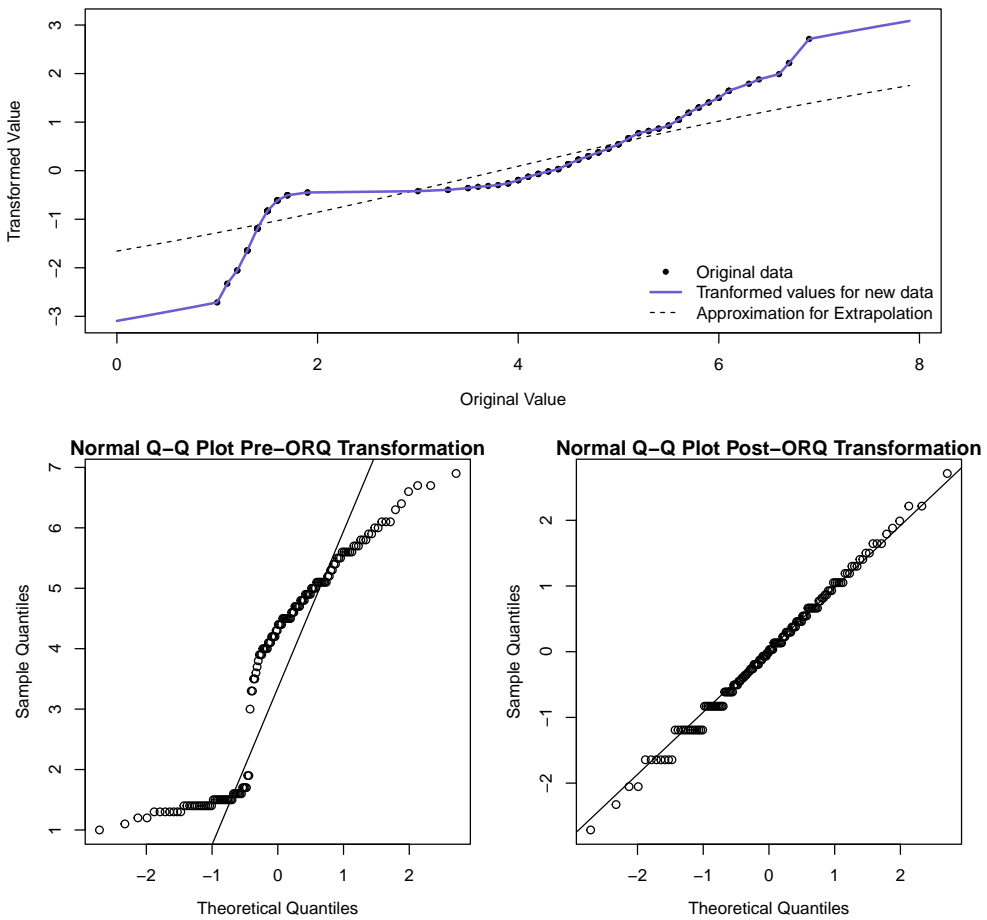 3
2
1
0
−1
−2
−3
Transformed Value
Original data
Tranformed values for new data
Approximation for Extrapolation
0 2 4 6 8
Original Value
Normal Q−Q Plot Pre−ORQ Transformation
7
6
5
4
3
2
1
Sample Quantiles
−2 −1 0 1 2
Theoretical Quantiles
Normal Q−Q Plot Post−ORQ Transformation
2
1
0
−1
−2
Sample Quantiles
−2 −1 0 1 2
Theoretical Quantiles